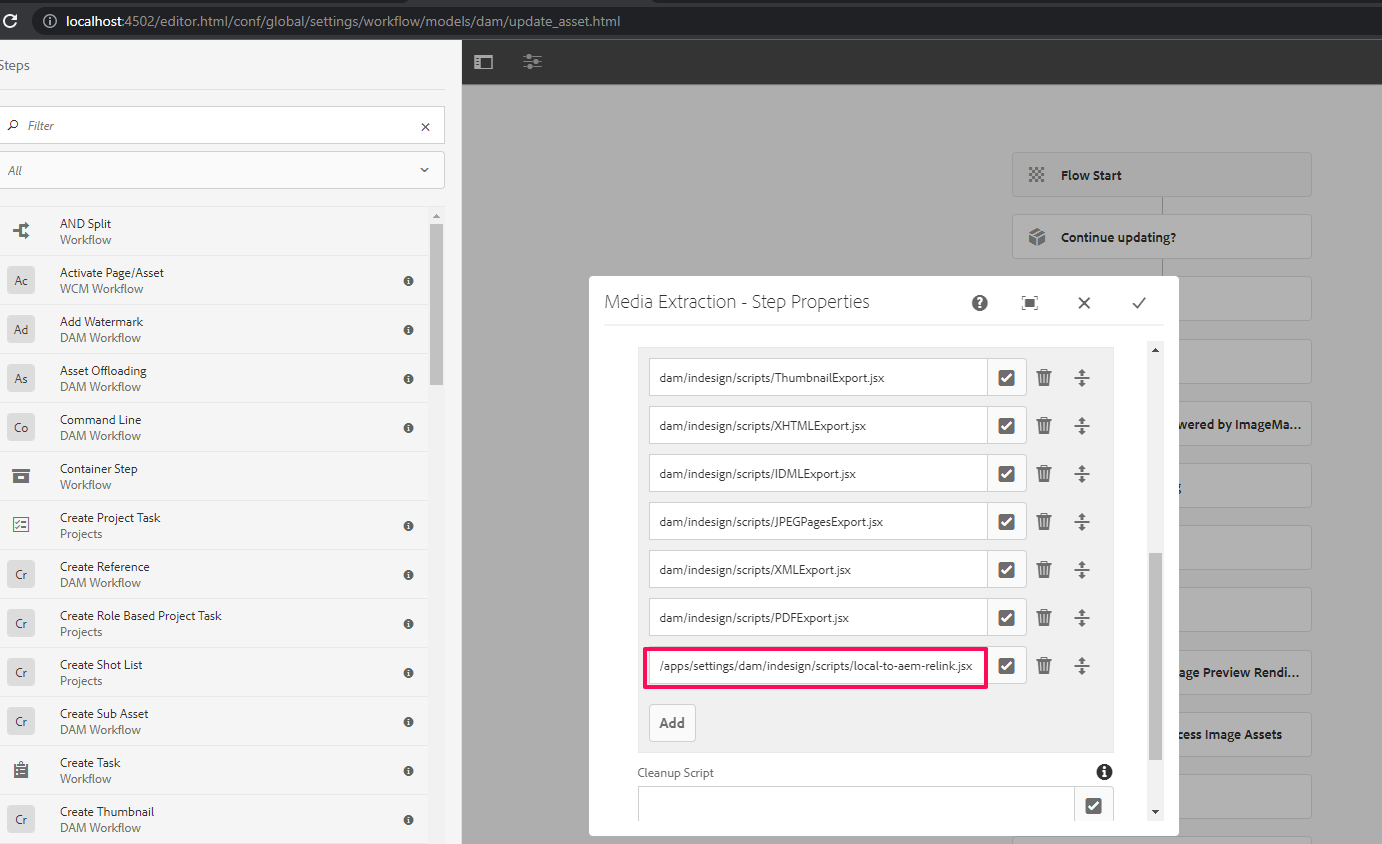 localhost:4502/editor.html/conf/global/settings/workflow/models/dam/update_asset.html
Steps
Filter
All
AND Split
Workflow
Ac
Activate Page/Asset
WCM Workflow
Ad
Add Watermark
DAM Workflow
As
Asset Offloading
DAM Workflow
Co
Command Line
DAM Workflow
Container Step
Workflow
Create Project Task
Projects
Cr
Create Reference
DAM Workflow
Cr
Create Role Based Project Task
Projects
Cr
Create Shot List
Projects
Cr
Create Sub Asset
DAM Workflow
Create Task
Workflow
Cr
Create Thumbnail
DAM Workflow
Flow Start
Continue updating?
Media Extraction - Step Properties
dam/indesign/scripts/ThumbnailExport.jsx
dam/indesign/scripts/XHTMLExport.jsx
dam/indesign/scripts/IDMLExport.jsx
dam/indesign/scripts/JPEGPagesExport.jsx
dam/indesign/scripts/XMLExport.jsx
dam/indesign/scripts/PDFExport.jsx
/apps/settings/dam/indesign/scripts/local-to-aem-relink.jsx
Add
Cleanup Script
wered by ImageMa...
g
age Preview Rendi...
cess Image Assets